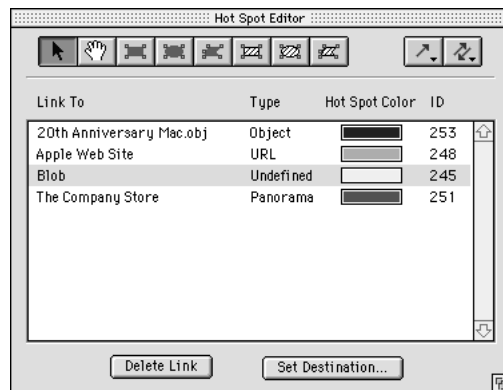 Hot Spot Editor
Link To Type Hot Spot Color ID
20th Anniversary Mac.obj Object 253
Apple Web Site URL 248
Blob Undefined 245
The Company Store Panorama 251
Delete Link Set Destination...